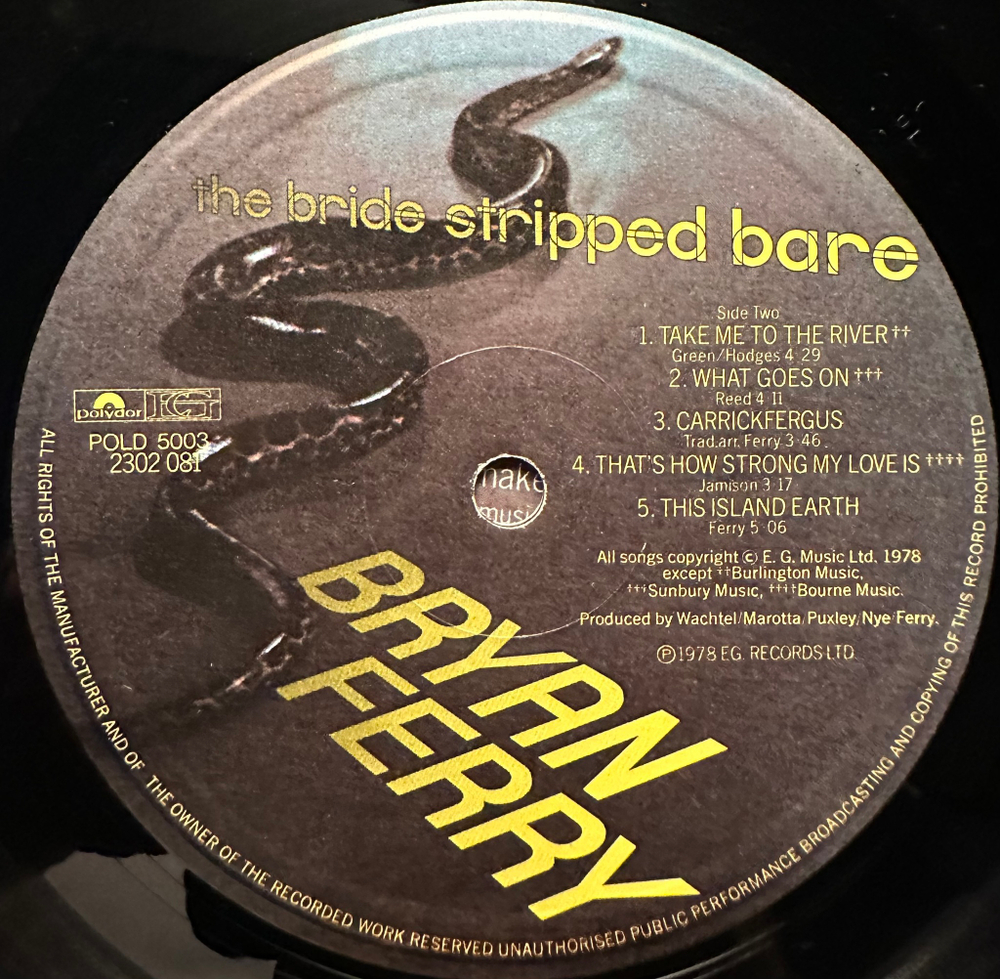 the bride stripped bare
Side Two
1. TAKE ME TO THE RIVER††
Green/Hodges 4·29
2. WHAT GOES ON†††
Reed 4·11
3. CARRICKFERGUS
Trad.arr. Ferry 3·46
4. THAT'S HOW STRONG MY LOVE IS††††
Jamison 3·17
5. THIS ISLAND EARTH
Ferry 5·06
All songs copyright © E. G. Music Ltd. 1978
except ††Burlington Music,
†††Sunbury Music, ††††Bourne Music.
Produced by Wachtel/Marotta/Puxley/Nye/Ferry.
℗1978 EG. RECORDS LTD.
polydor EG
POLD 5003
2302 081
make
music
BRYAN
FERRY
ALL RIGHTS OF THE MANUFACTURER AND OF THE OWNER OF THE RECORDED WORK RESERVED UNAUTHORISED PUBLIC PERFORMANCE BROADCASTING AND COPYING OF THIS RECORD PROHIBITED